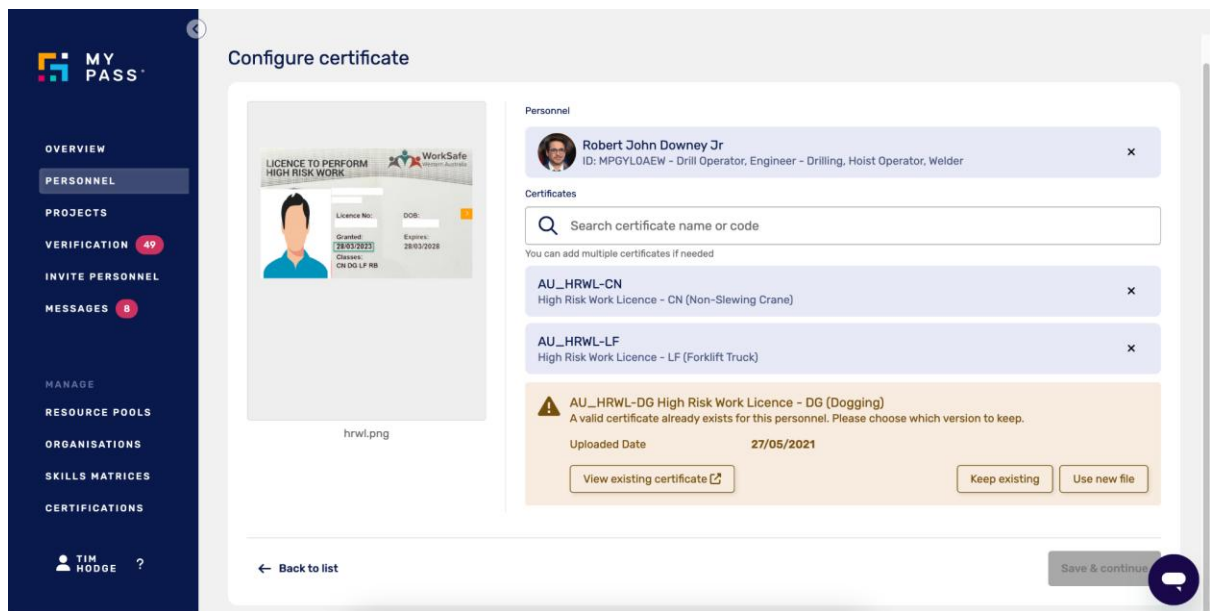 MY
PASS
OVERVIEW
PERSONNEL
PROJECTS
VERIFICATION 49
INVITE PERSONNEL
MESSAGES 8
MANAGE
RESOURCE POOLS
ORGANISATIONS
SKILLS MATRICES
CERTIFICATIONS
TIM
HODGE ?
Configure certificate
LICENCE TO PERFORM
HIGH RISK WORK
WorkSafe
Western Australia
Licence No:
DOB:
Granted:
Expires:
28/03/2023
28/03/2028
Classes:
CN DG LF RB
hrwl.png
Personnel
Robert John Downey Jr
ID: MPGYL0AEW - Drill Operator, Engineer - Drilling, Hoist Operator, Welder
Certificates
Search certificate name or code
You can add multiple certificates if needed
AU_HRWL-CN
High Risk Work Licence - CN (Non-Slewing Crane)
AU_HRWL-LF
High Risk Work Licence - LF (Forklift Truck)
AU_HRWL-DG High Risk Work Licence - DG (Dogging)
A valid certificate already exists for this personnel. Please choose which version to keep.
Uploaded Date 27/05/2021
View existing certificate
Keep existing
Use new file
← Back to list
Save & continue